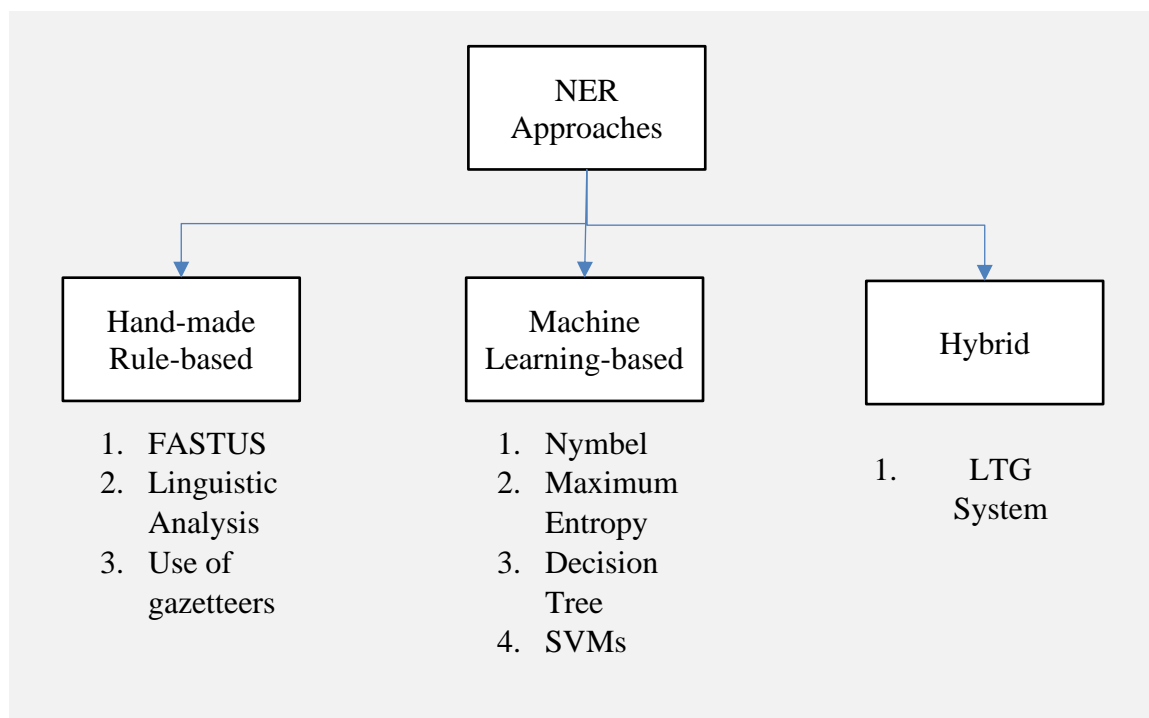 NER
Approaches
Hand-made
Rule-based
Machine
Learning-based
Hybrid
1. FASTUS
2. Linguistic
Analysis
3. Use of
gazetteers
1. Nymbel
2. Maximum
Entropy
3. Decision
Tree
4. SVMs
1. LTG
System